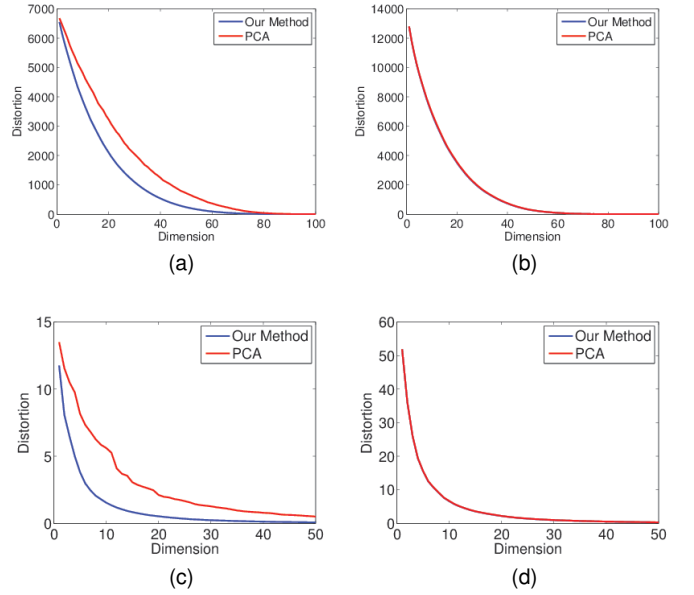 7000
6000
5000
4000
3000
2000
1000
0
Distortion
0 20 40 60 80 100
Dimension
Our Method
PCA
(a)
14000
12000
10000
8000
6000
4000
2000
0
Distortion
0 20 40 60 80 100
Dimension
Our Method
PCA
(b)
15
10
5
0
Distortion
0 10 20 30 40 50
Dimension
Our Method
PCA
(c)
60
50
40
30
20
10
0
Distortion
0 10 20 30 40 50
Dimension
Our Method
PCA
(d)